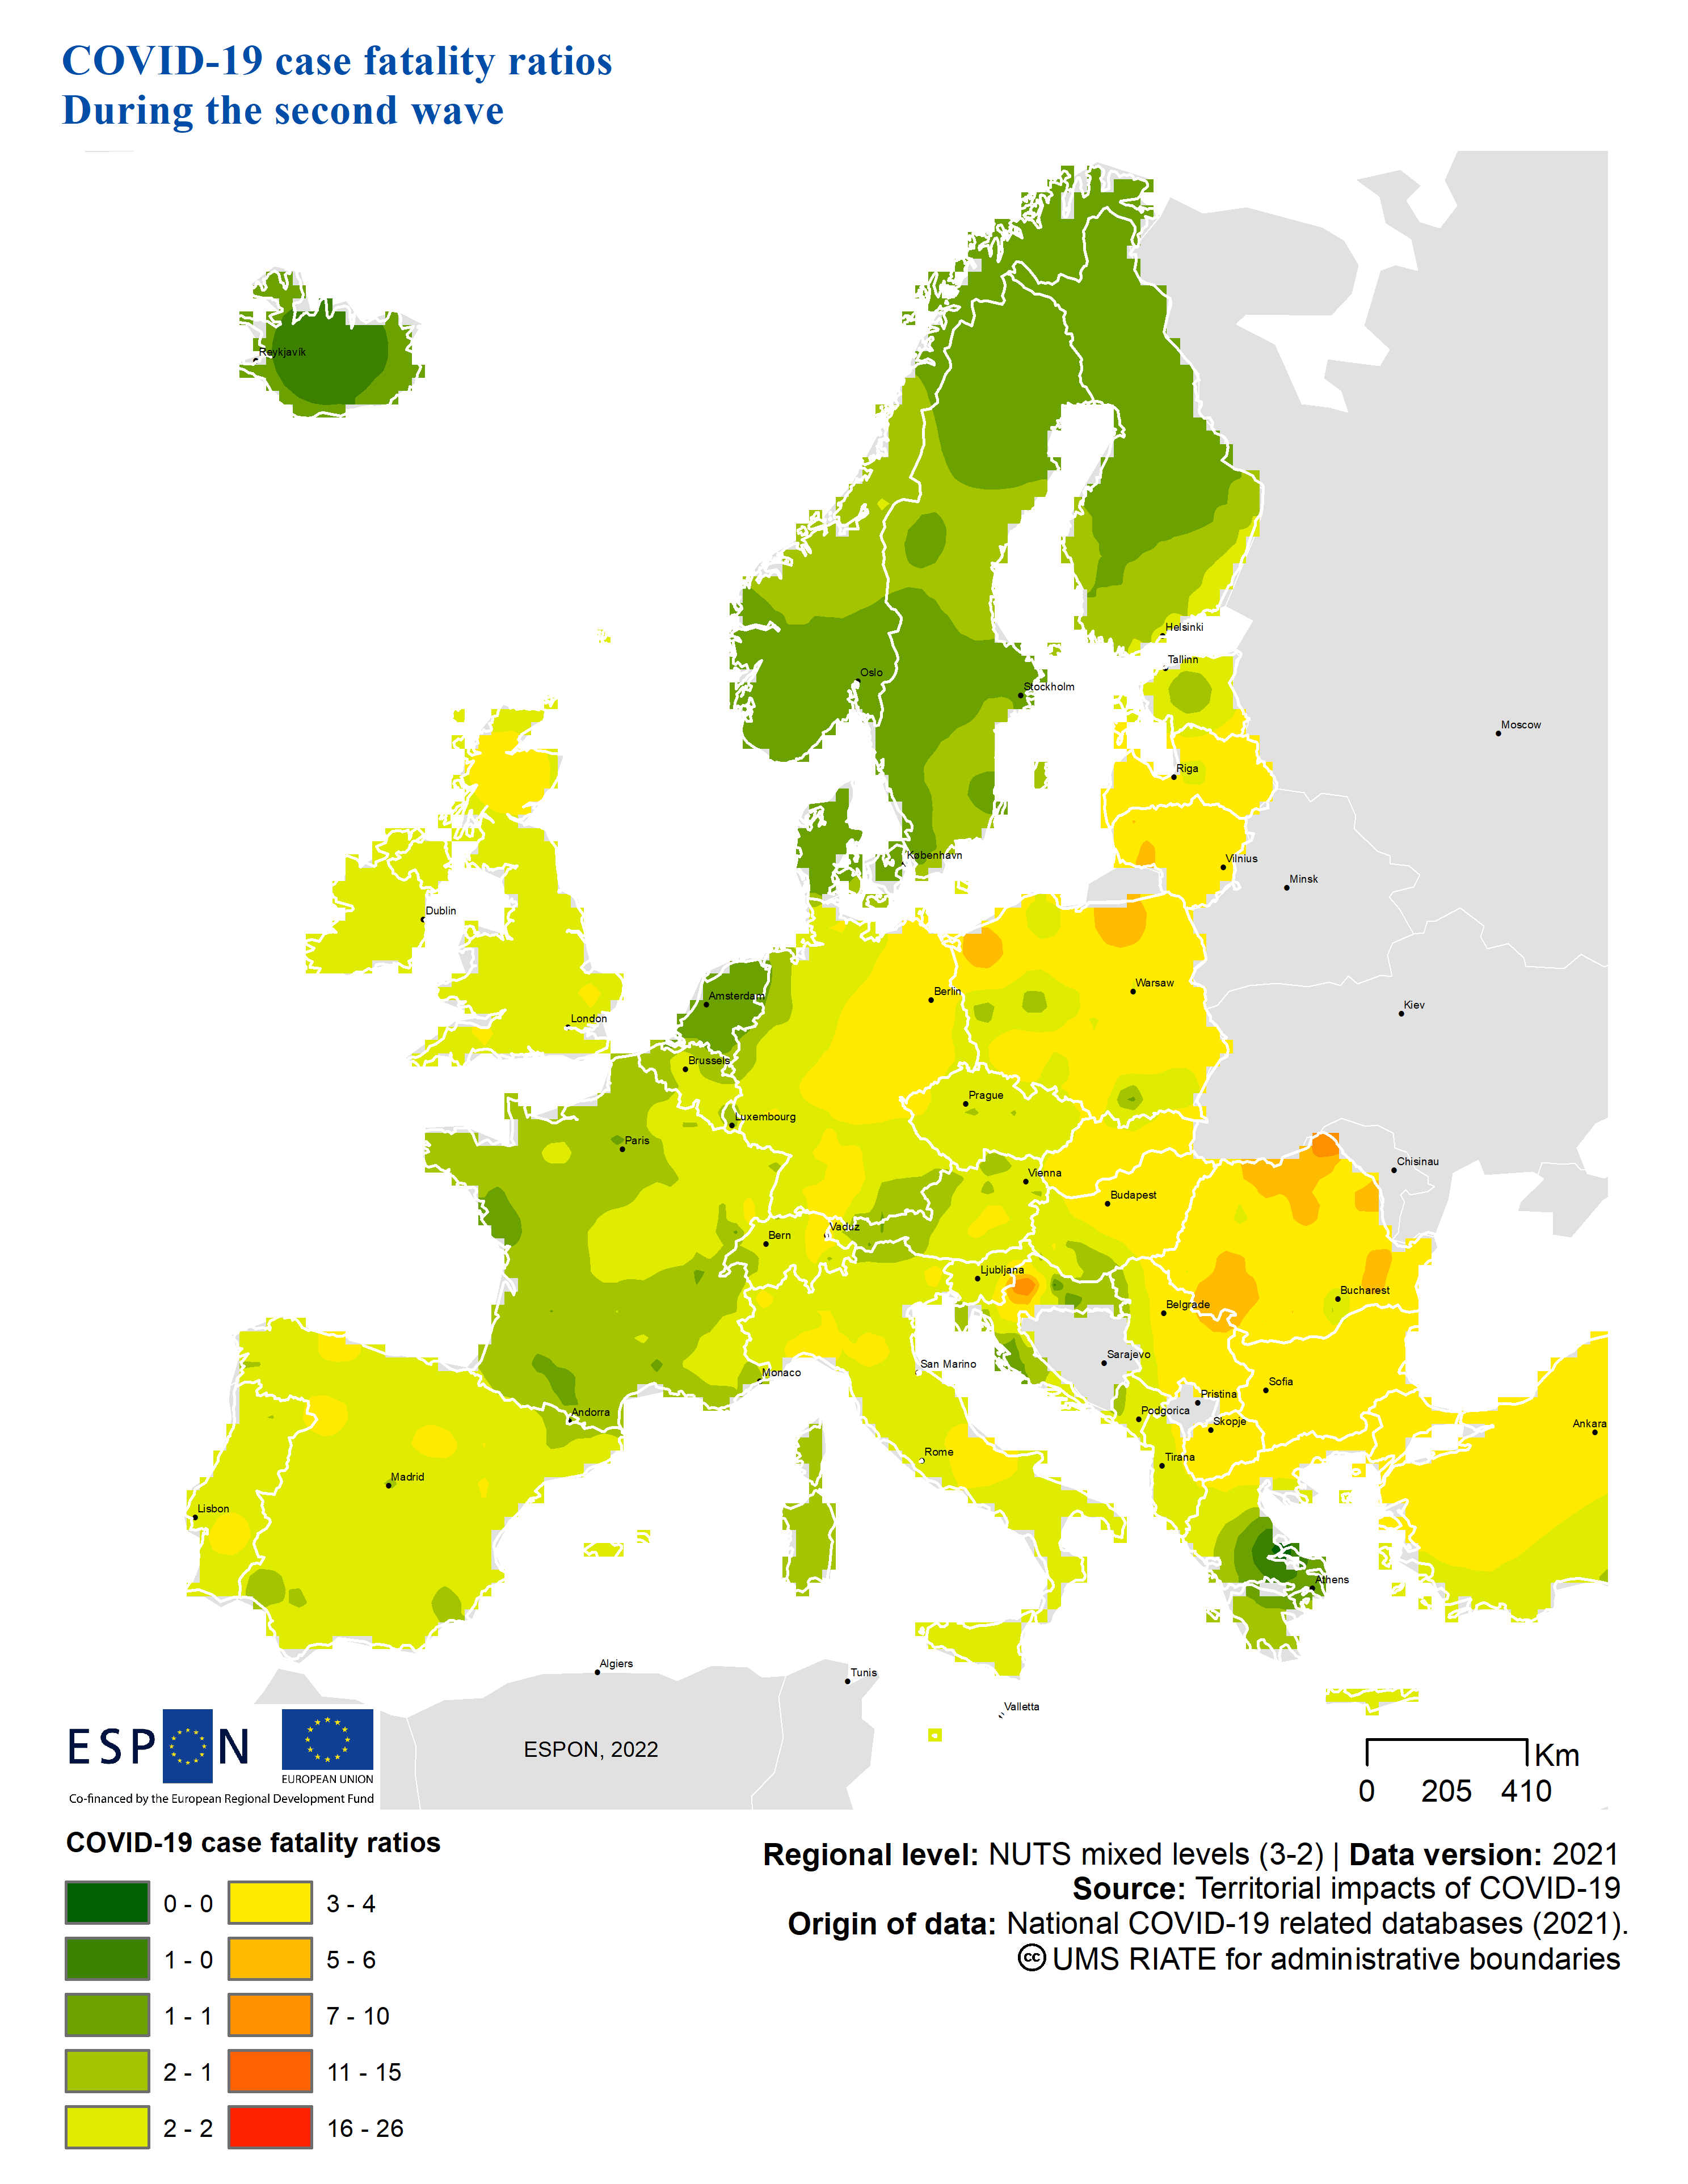 COVID-19 case fatality ratios
During the second wave
Reykjavík
Helsinki
Tallinn
Oslo
Stockholm
Moscow
Riga
København
Vilnius
Minsk
Dublin
Amsterdam
Berlin
Warsaw
London
Kiev
Brussels
Prague
Luxembourg
Paris
Chisinau
Vienna
Budapest
Vaduz
Bern
Ljubljana
Bucharest
Belgrade
Sarajevo
San Marino
Monaco
Sofia
Pristina
Andorra
Podgorica
Skopje
Ankara
Rome
Tirana
Madrid
Lisbon
Athens
Algiers
Tunis
Valletta
ESPON
EUROPEAN UNION
Co-financed by the European Regional Development Fund
ESPON, 2022
Km
0 205 410
COVID-19 case fatality ratios
0 - 0 3 - 4
1 - 0 5 - 6
1 - 1 7 - 10
2 - 1 11 - 15
2 - 2 16 - 26
Regional level: NUTS mixed levels (3-2) | Data version: 2021
Source: Territorial impacts of COVID-19
Origin of data: National COVID-19 related databases (2021).
cc UMS RIATE for administrative boundaries